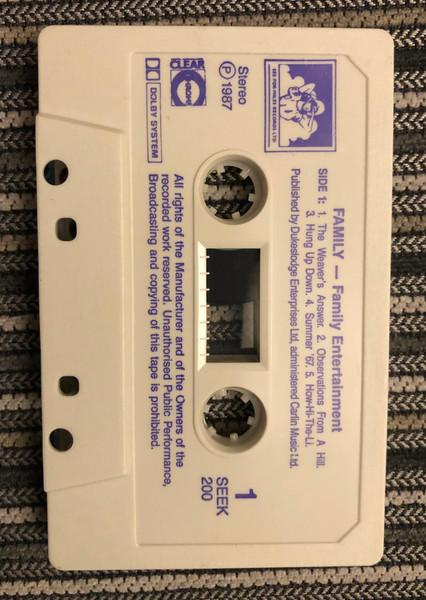 FAMILY — Family Entertainment
SIDE 1: 1. The Weaver's Answer. 2. Observations From A Hill.
3. Hung Up Down. 4. Summer '67. 5. How-Hi-The-Li.
Published by Dukeslodge Enterprises Ltd, administered Carlin Music Ltd.
SEE FOR MILES RECORDS LTD
Stereo
Ⓟ1987
CLEAR
DOLBY SYSTEM
1
SEEK
200
All rights of the Manufacturer and of the Owners of the
recorded work reserved. Unauthorised Public Performance,
Broadcasting and copying of this tape is prohibited.